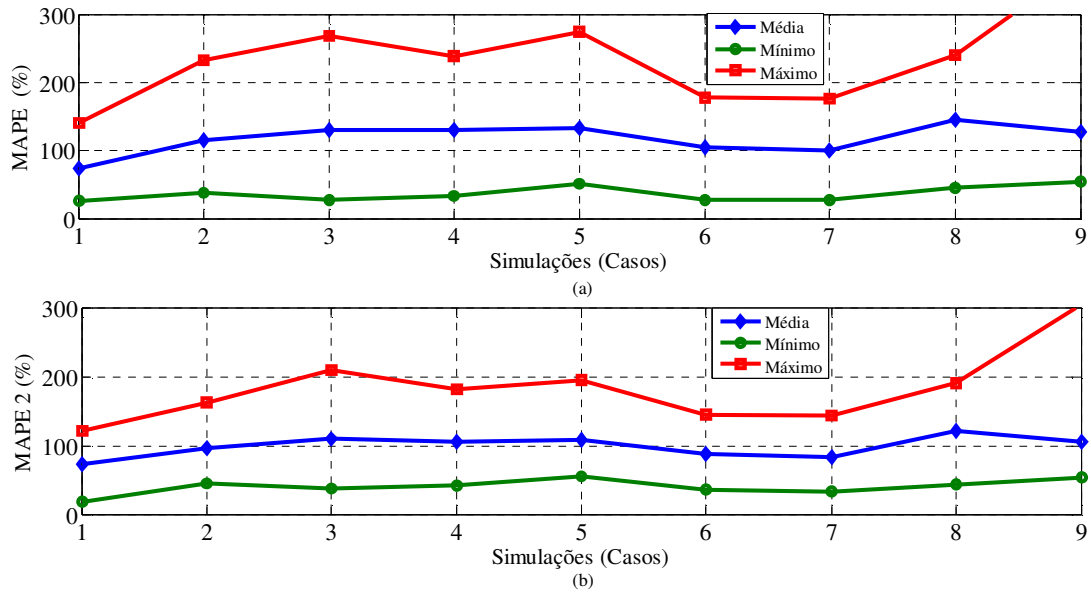 300
200
100
0
MAPE (%)
Média
Mínimo
Máximo
1 2 3 4 5 6 7 8 9
Simulações (Casos)
(a)
300
200
100
0
MAPE 2 (%)
Média
Mínimo
Máximo
1 2 3 4 5 6 7 8 9
Simulações (Casos)
(b)